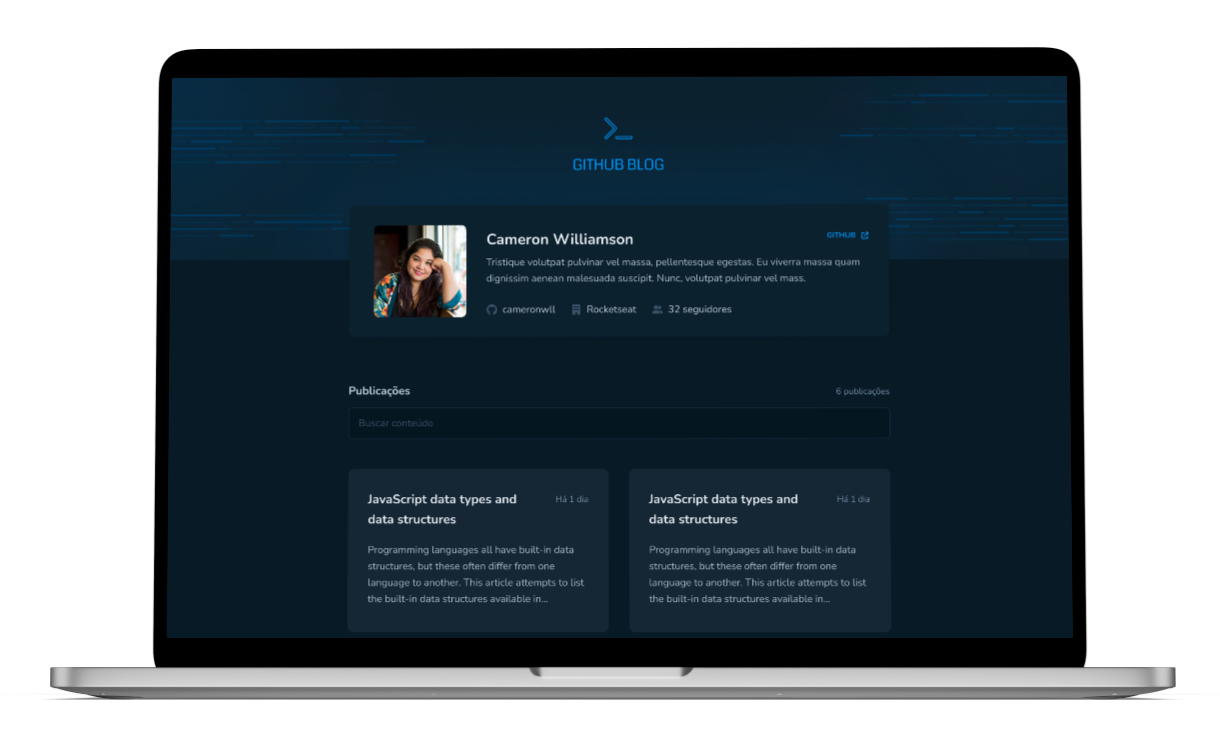 GITHUB BLOG
Cameron Williamson
GITHUB
Tristique volutpat pulvinar vel massa, pellentesque egestas. Eu viverra massa quam
dignissim aenean malesuada suscipit. Nunc, volutpat pulvinar vel mass.
cameronwll Rocketseat 32 seguidores
Publicações
6 publicações
Buscar conteúdo
JavaScript data types and
data structures
Há 1 dia
Programming languages all have built-in data
structures, but these often differ from one
language to another. This article attempts to list
the built-in data structures available in...
JavaScript data types and
data structures
Há 1 dia
Programming languages all have built-in data
structures, but these often differ from one
language to another. This article attempts to list
the built-in data structures available in...